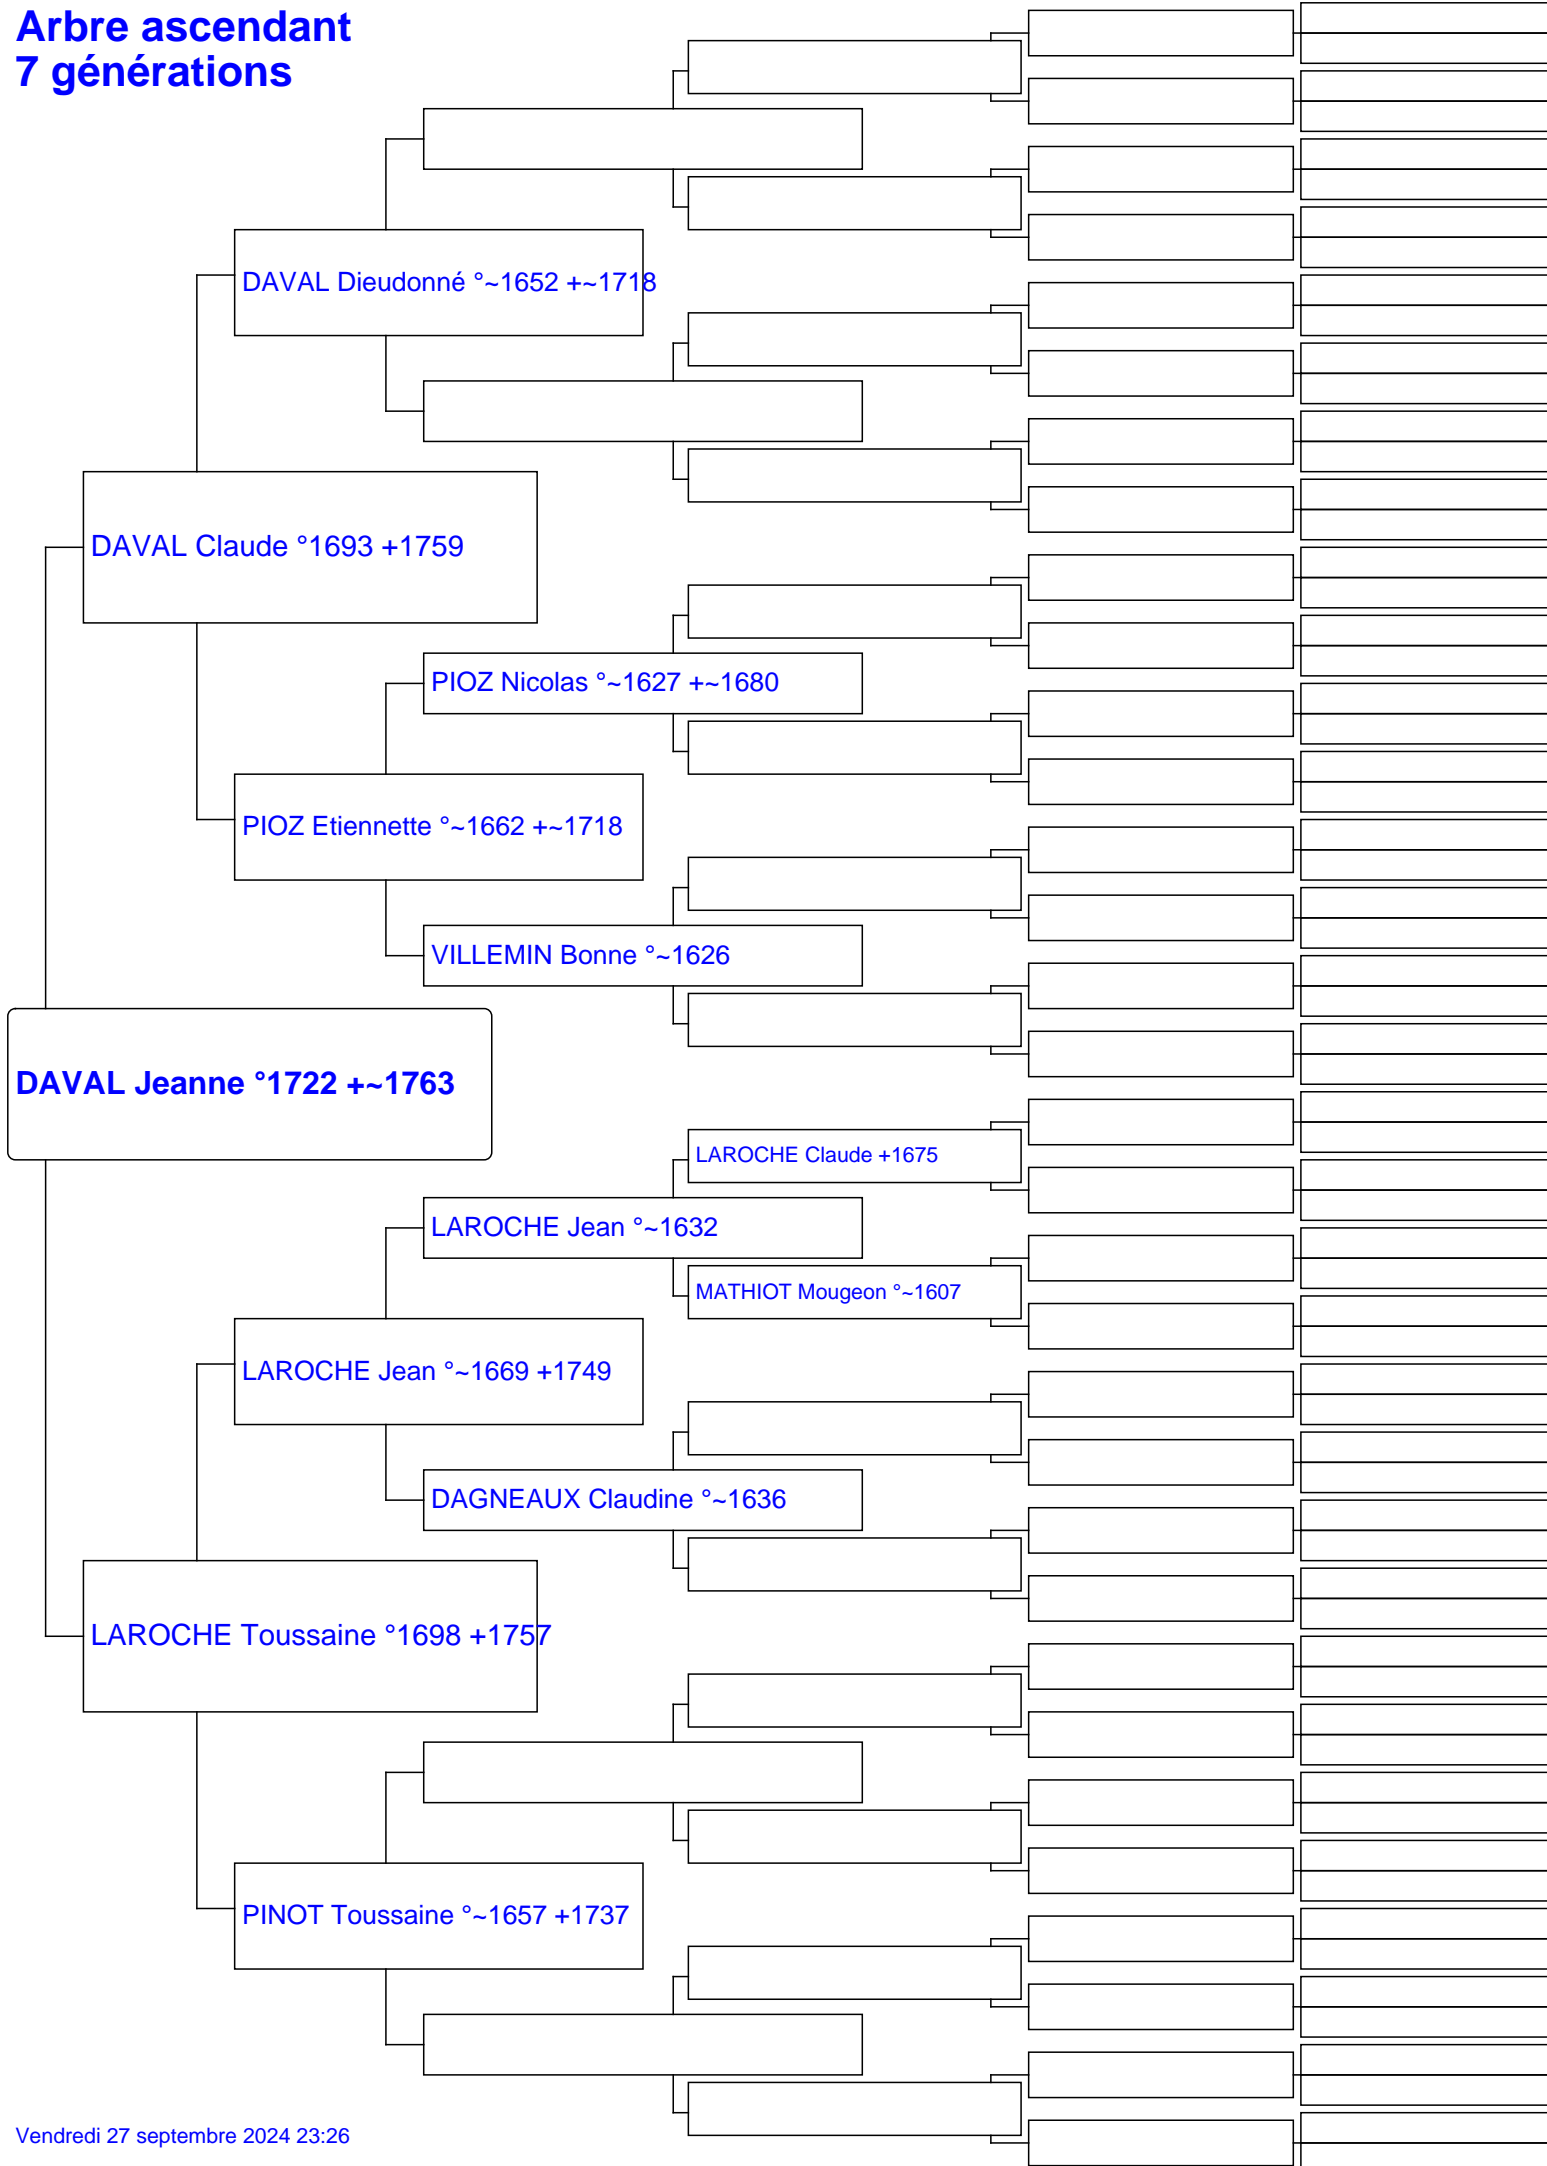 Arbre ascendant
7 générations
DAVAL Dieudonné °~1652 +~1718
DAVAL Claude °1693 +1759
PIOZ Nicolas °~1627 +~1680
PIOZ Etiennette °~1662 +~1718
VILLEMIN Bonne °~1626
DAVAL Jeanne °1722 +~1763
LAROCHE Claude +1675
LAROCHE Jean °~1632
MATHIOT Mougeon °~1607
LAROCHE Jean °~1669 +1749
DAGNEAUX Claudine °~1636
LAROCHE Toussaine °1698 +1757
PINOT Toussaine °~1657 +1737
Vendredi 27 septembre 2024 23:26